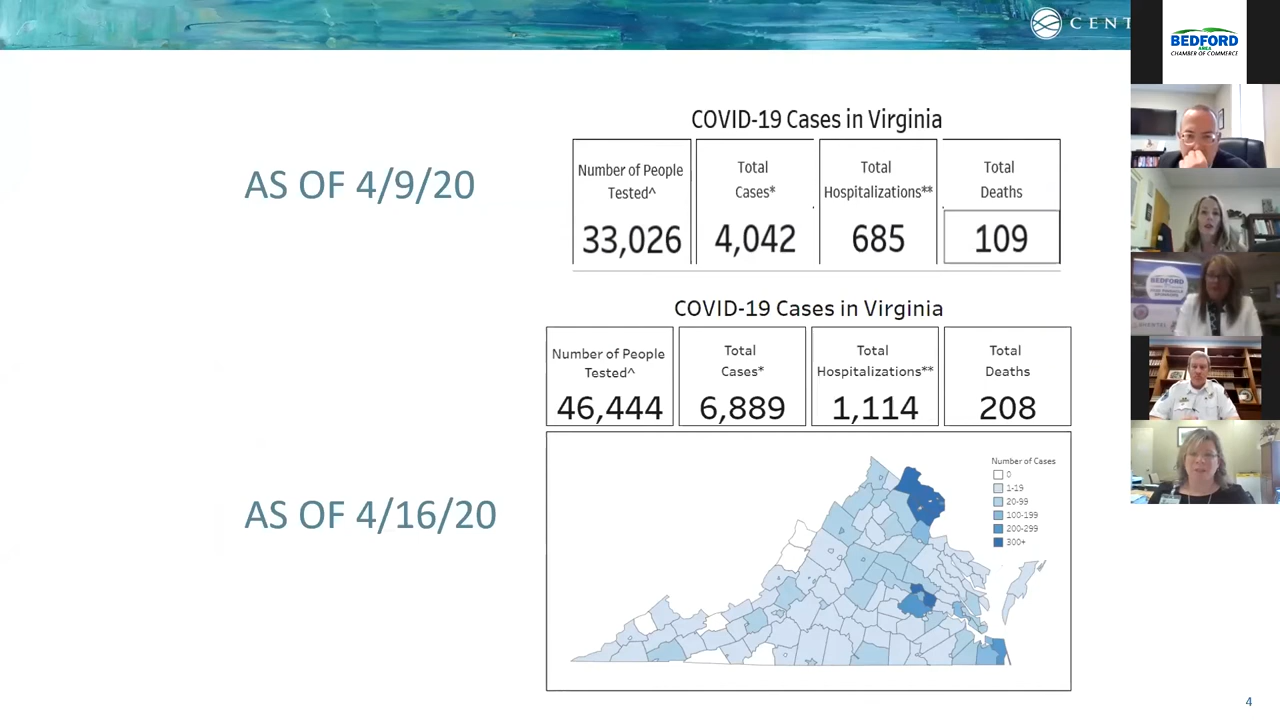 CENT
BEDFORD
AREA
CHAMBER OF COMMERCE
COVID-19 Cases in Virginia
AS OF 4/9/20
Number of People
Tested^
33,026
Total
Cases*
4,042
Total
Hospitalizations**
685
Total
Deaths
109
COVID-19 Cases in Virginia
Number of People
Tested^
46,444
Total
Cases*
6,889
Total
Hospitalizations**
1,114
Total
Deaths
208
AS OF 4/16/20
Number of Cases
0
1-19
20-99
100-199
200-299
300+
BEDFORD
4